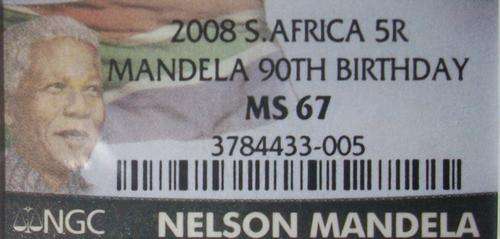 2008 S.AFRICA 5R
MANDELA 90TH BIRTHDAY
MS 67
3784433-005
NGC NELSON MANDELA